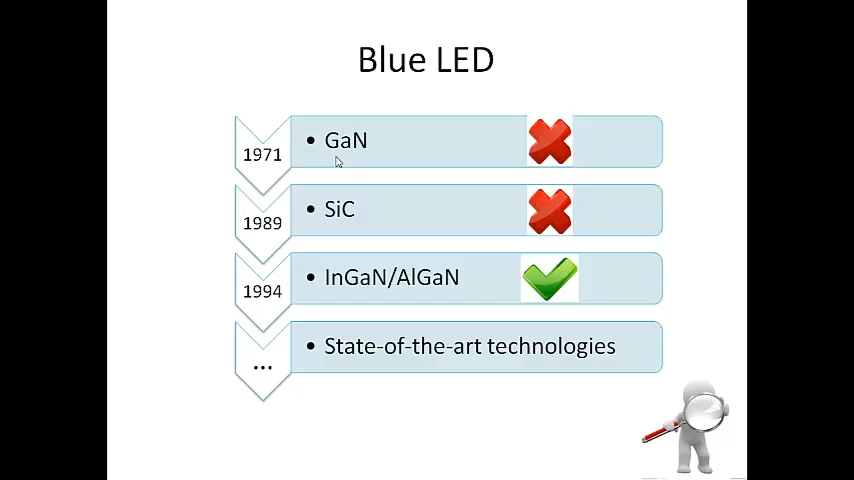 Blue LED
1971
• GaN
1989
• SiC
1994
• InGaN/AlGaN
...
• State-of-the-art technologies